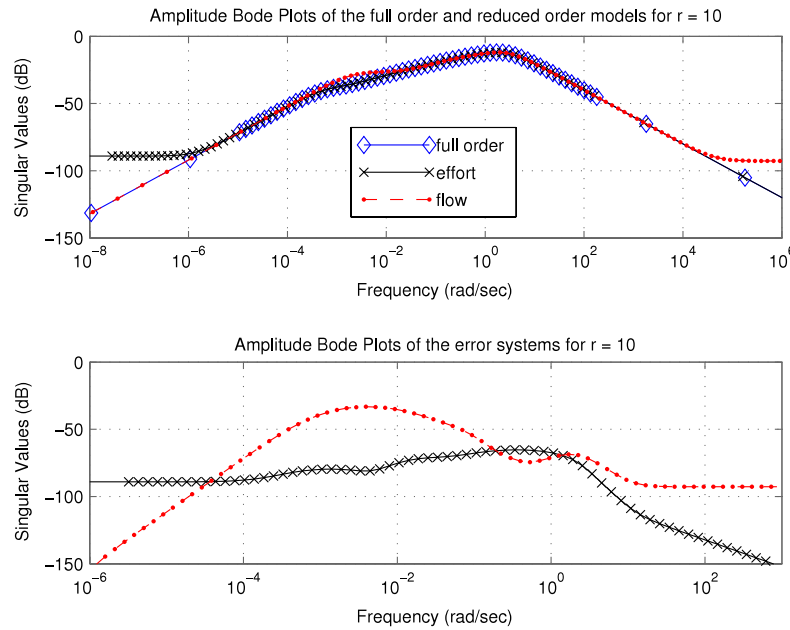 Amplitude Bode Plots of the full order and reduced order models for r = 10
Singular Values (dB)
0
−50
−100
−150
full order
effort
flow
10^−8 10^−6 10^−4 10^−2 10^0 10^2 10^4 10^6
Frequency (rad/sec)
Amplitude Bode Plots of the error systems for r = 10
Singular Values (dB)
0
−50
−100
−150
10^−6 10^−4 10^−2 10^0 10^2
Frequency (rad/sec)